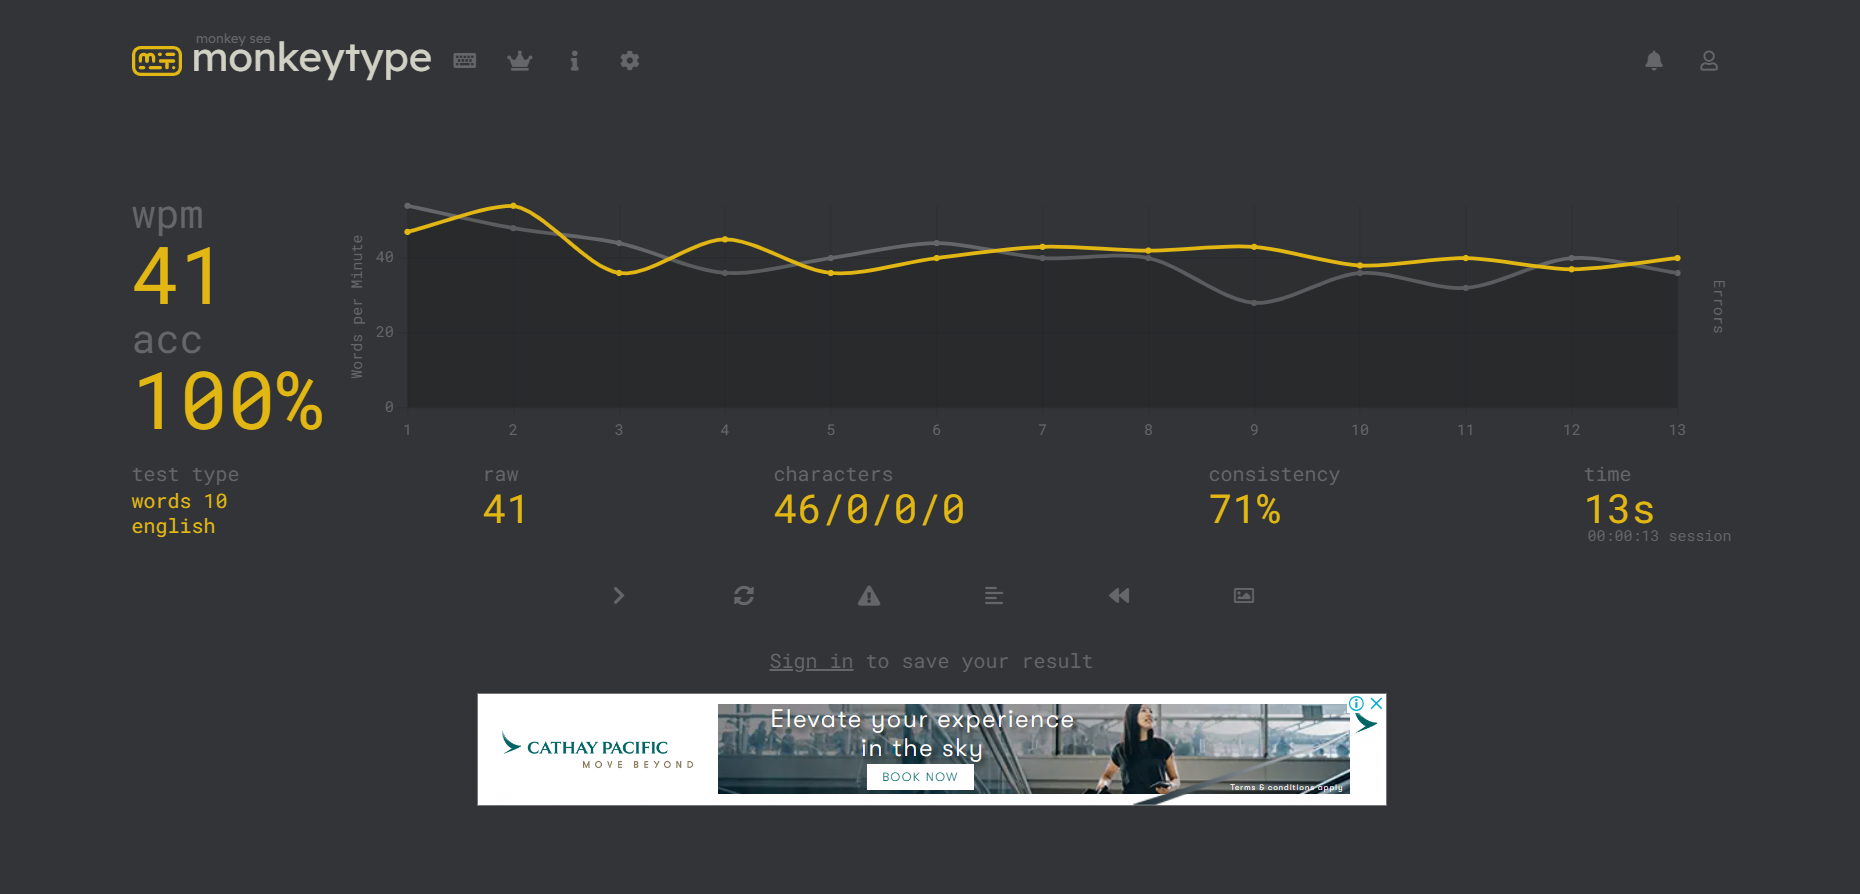 monkey see
monkeytype
wpm
41
acc
100%
Words per Minute
40
20
0
1 2 3 4 5 6 7 8 9 10 11 12 13
Errors
test type
words 10
english
raw
41
characters
46/0/0/0
consistency
71%
time
13s
00:00:13 session
Sign in to save your result
CATHAY PACIFIC
MOVE BEYOND
Elevate your experience
in the sky
BOOK NOW
Terms & conditions apply